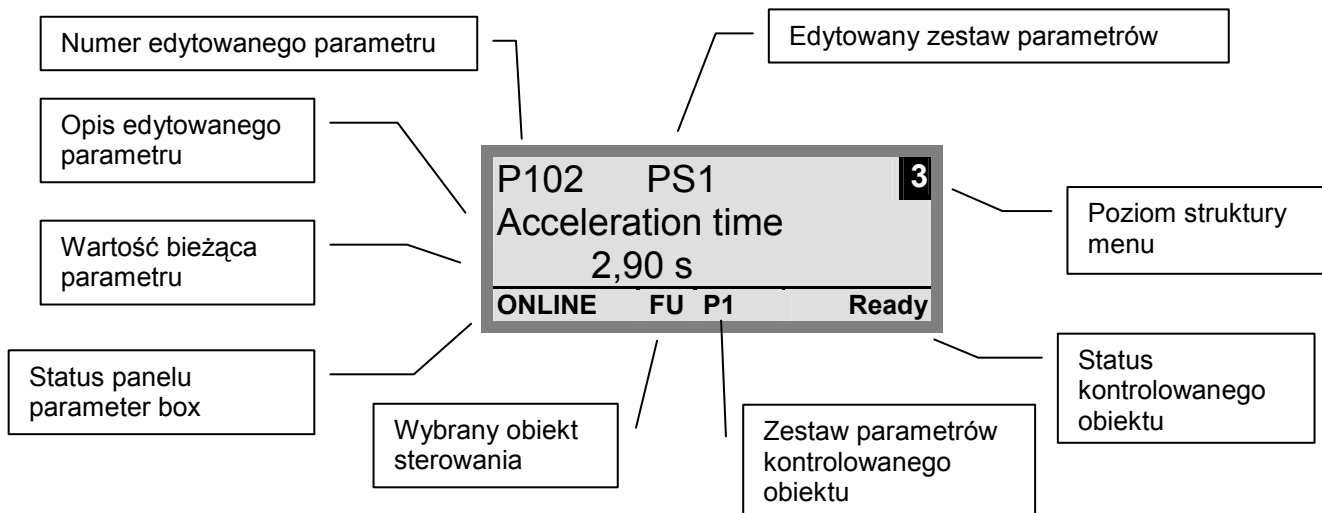 Numer edytowanego parametru
Edytowany zestaw parametrów
Opis edytowanego
parametru
P102 PS1 3
Acceleration time
2,90 s
ONLINE FU P1 Ready
Wartość bieżąca
parametru
Poziom struktury
menu
Status panelu
parameter box
Wybrany obiekt
sterowania
Zestaw parametrów
kontrolowanego
obiektu
Status
kontrolowanego
obiektu